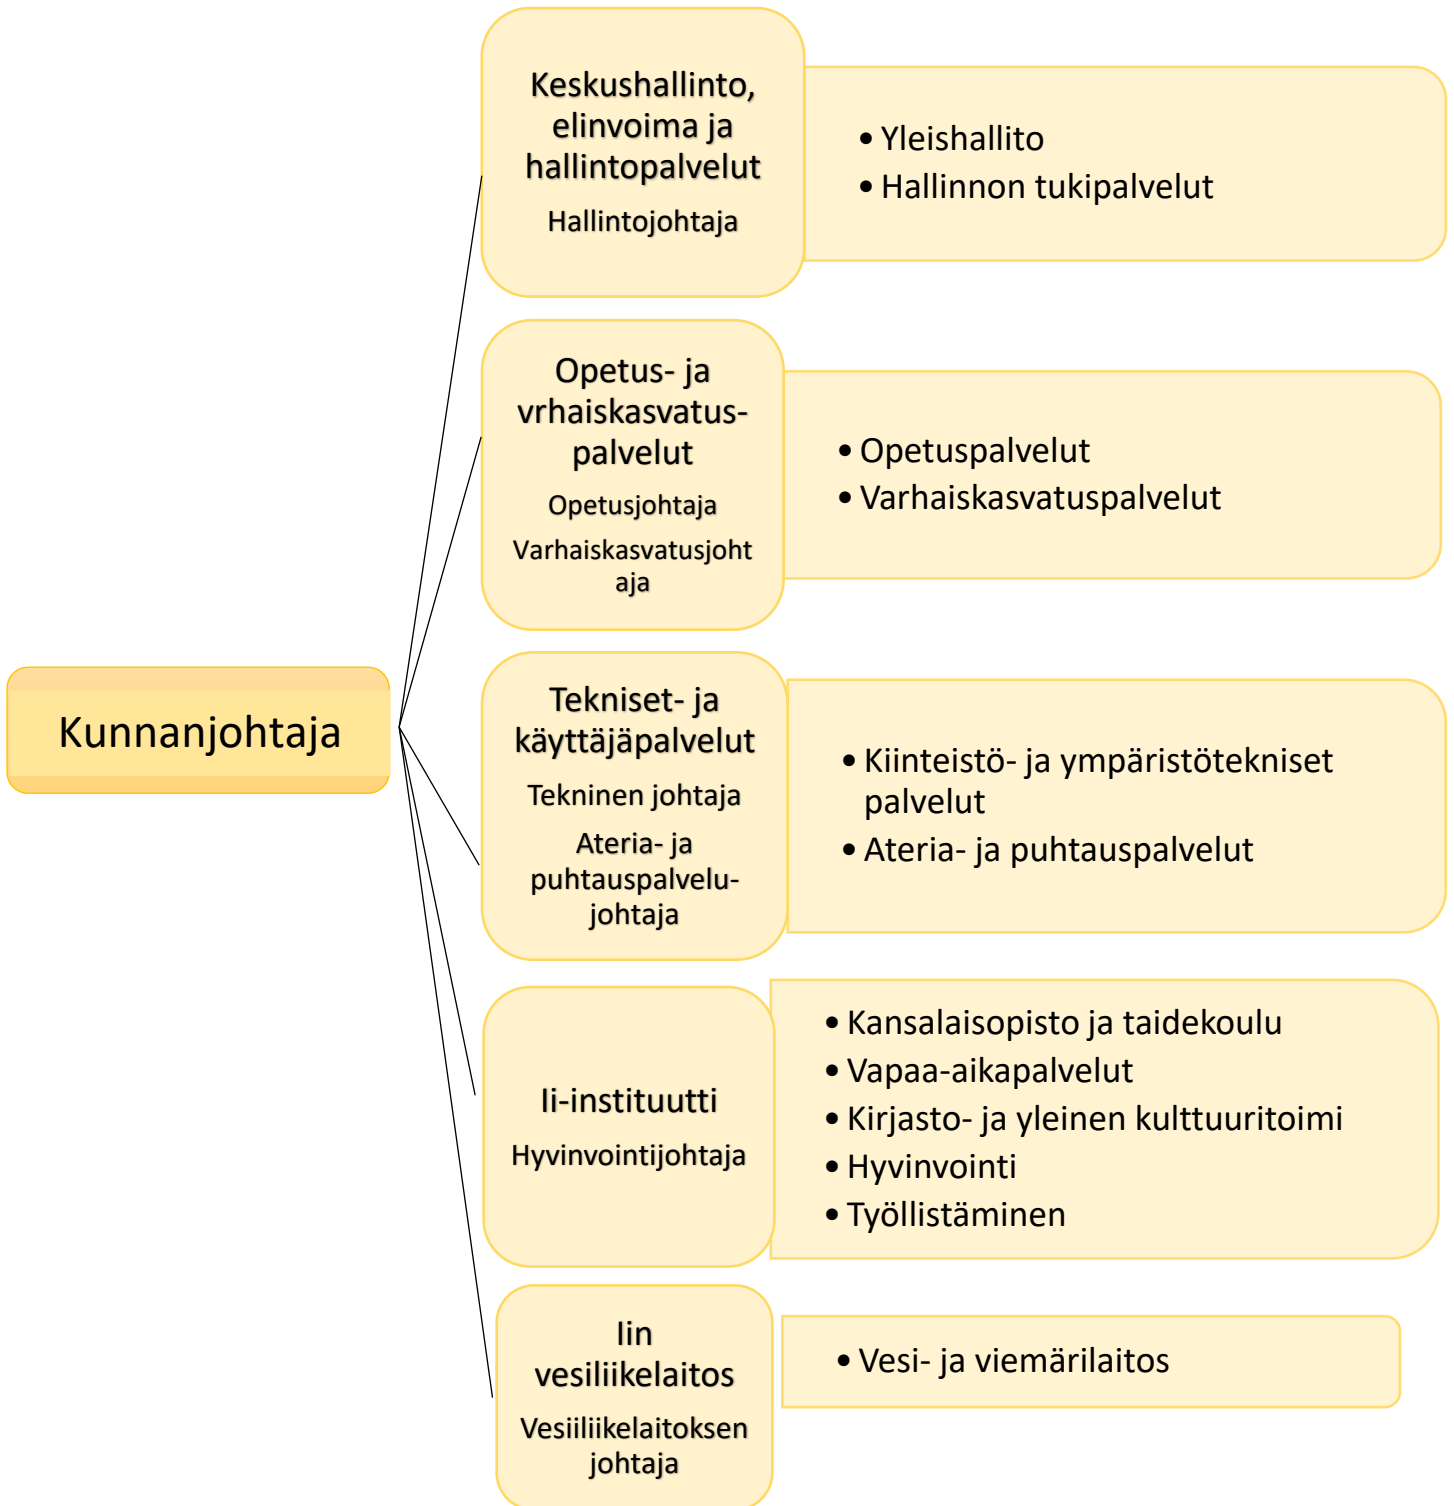 Keskushallinto,
elinvoima ja
hallintopalvelut
Hallintojohtaja
• Yleishallito
• Hallinnon tukipalvelut
Opetus- ja
vrhaiskasvatus-
palvelut
Opetusjohtaja
Varhaiskasvatusjoht
aja
• Opetuspalvelut
• Varhaiskasvatuspalvelut
Kunnanjohtaja
Tekniset- ja
käyttäjäpalvelut
Tekninen johtaja
Ateria- ja
puhtauspalvelu-
johtaja
• Kiinteistö- ja ympäristötekniset
palvelut
• Ateria- ja puhtauspalvelut
Ii-instituutti
Hyvinvointijohtaja
• Kansalaisopisto ja taidekoulu
• Vapaa-aikapalvelut
• Kirjasto- ja yleinen kulttuuritoimi
• Hyvinvointi
• Työllistäminen
Iin
vesiliikelaitos
Vesiiliikelaitoksen
johtaja
• Vesi- ja viemärilaitos